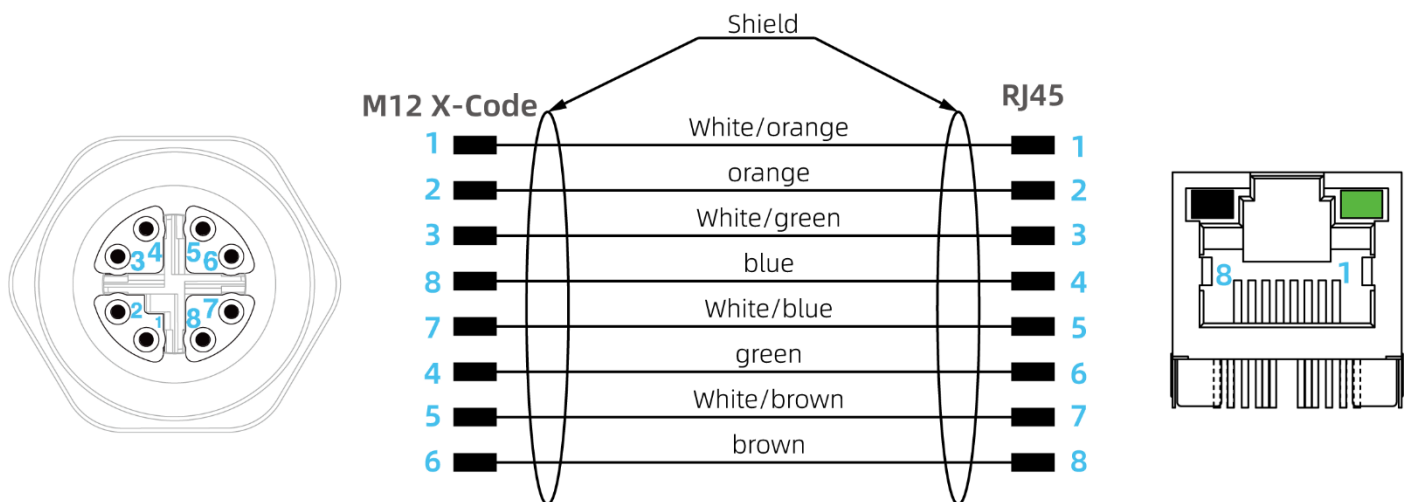 Shield
M12 X-Code
RJ45
1 White/orange 1
2 orange 2
3 White/green 3
8 blue 4
7 White/blue 5
4 green 6
5 White/brown 7
6 brown 8
3 4 5 6
2 1 8 7
8 1